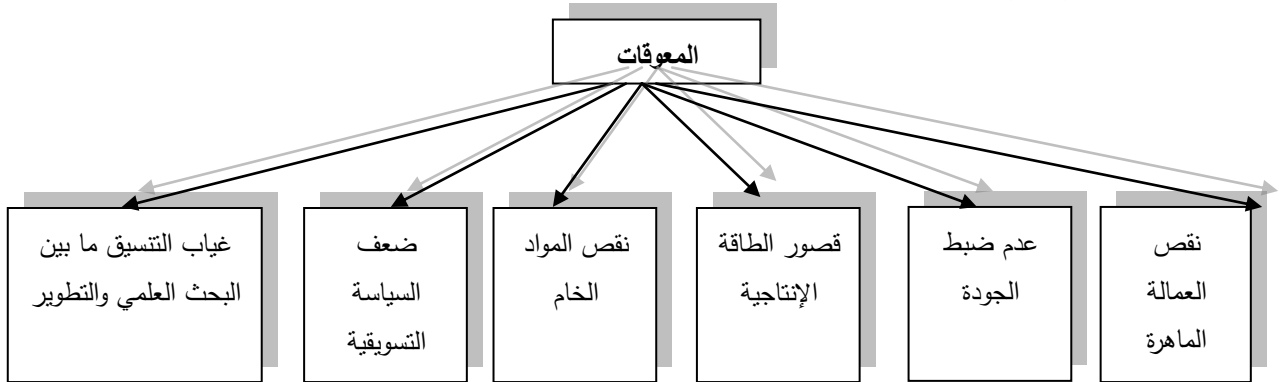 المعوقات
نقص
العمالة
الماهرة
عدم ضبط
الجودة
قصور الطاقة
الإنتاجية
نقص المواد
الخام
ضعف
السياسة
التسويقية
غياب التنسيق ما بين
البحث العلمي والتطوير